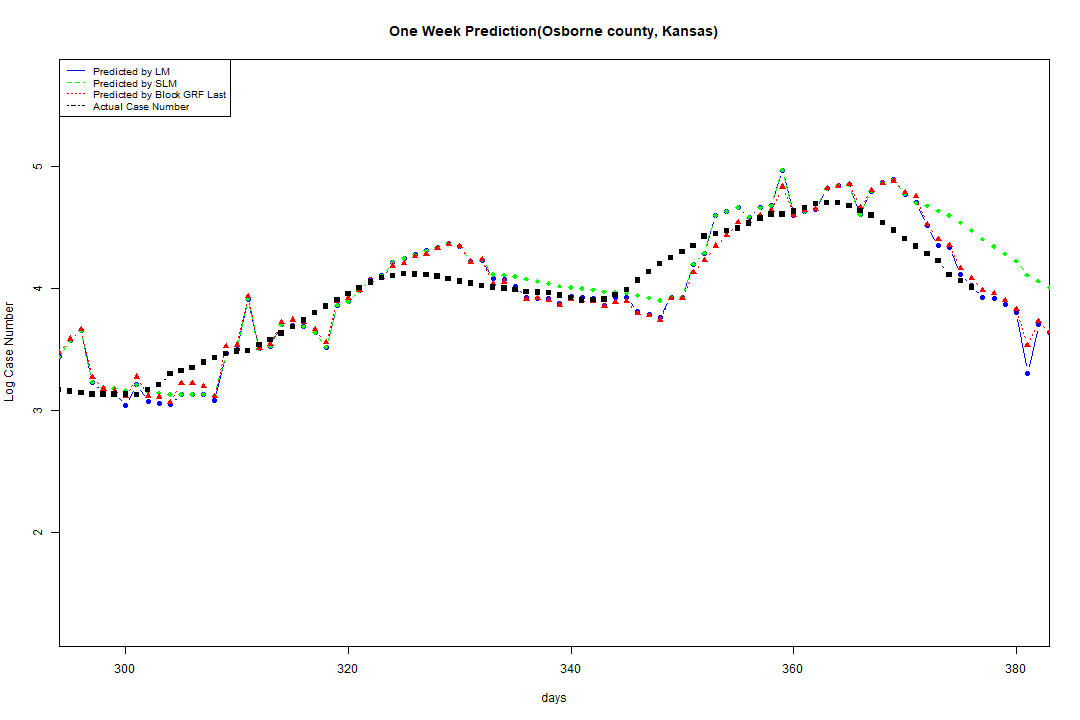 One Week Prediction(Osborne county, Kansas)
Predicted by LM
Predicted by SLM
Predicted by Block GRF Last
Actual Case Number
5
4
3
2
Log Case Number
300 320 340 360 380
days